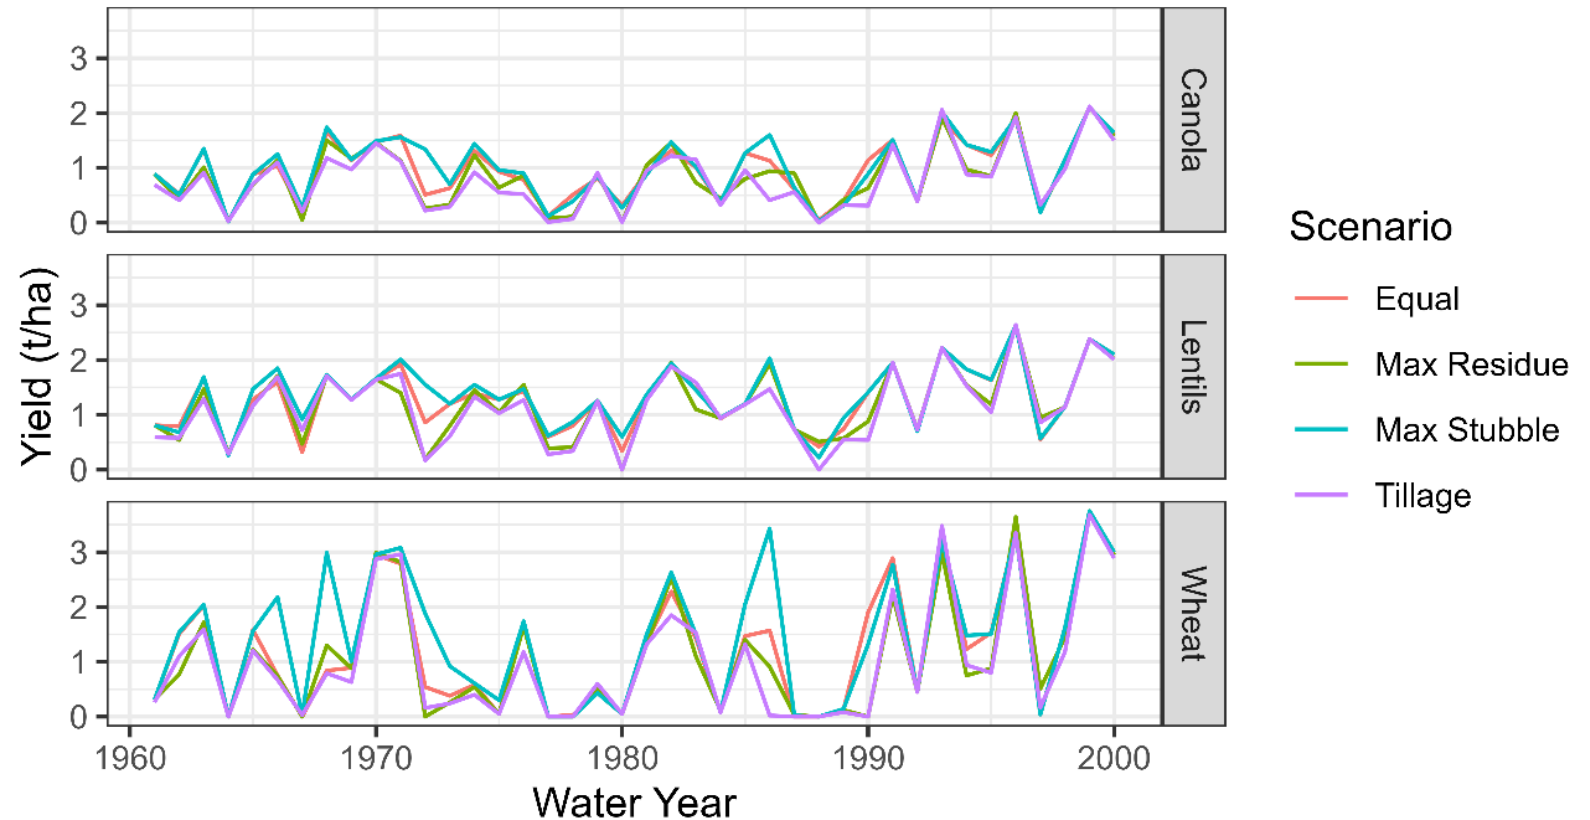 3
2
1
0
Canola
3
2
1
0
Lentils
3
2
1
0
Wheat
Yield (t/ha)
1960 1970 1980 1990 2000
Water Year
Scenario
Equal
Max Residue
Max Stubble
Tillage